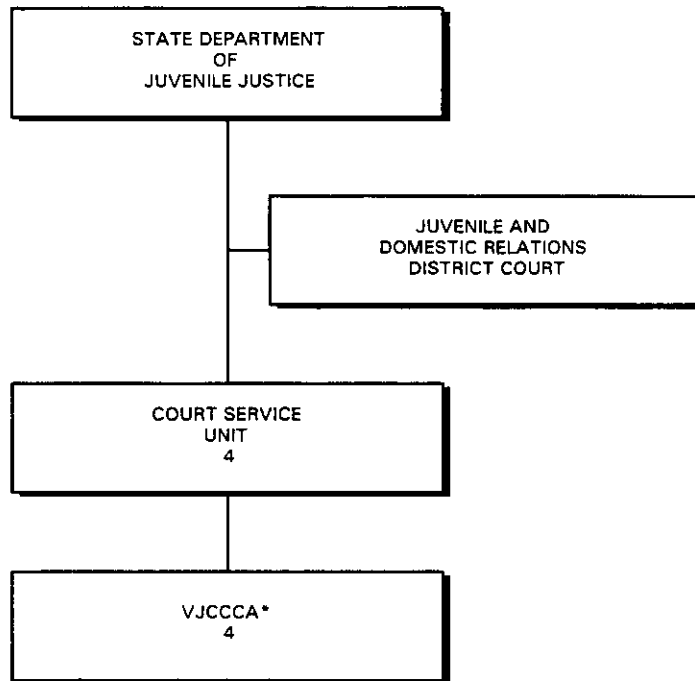 STATE DEPARTMENT
OF
JUVENILE JUSTICE
JUVENILE AND
DOMESTIC RELATIONS
DISTRICT COURT
COURT SERVICE
UNIT
4
VJCCCA*
4